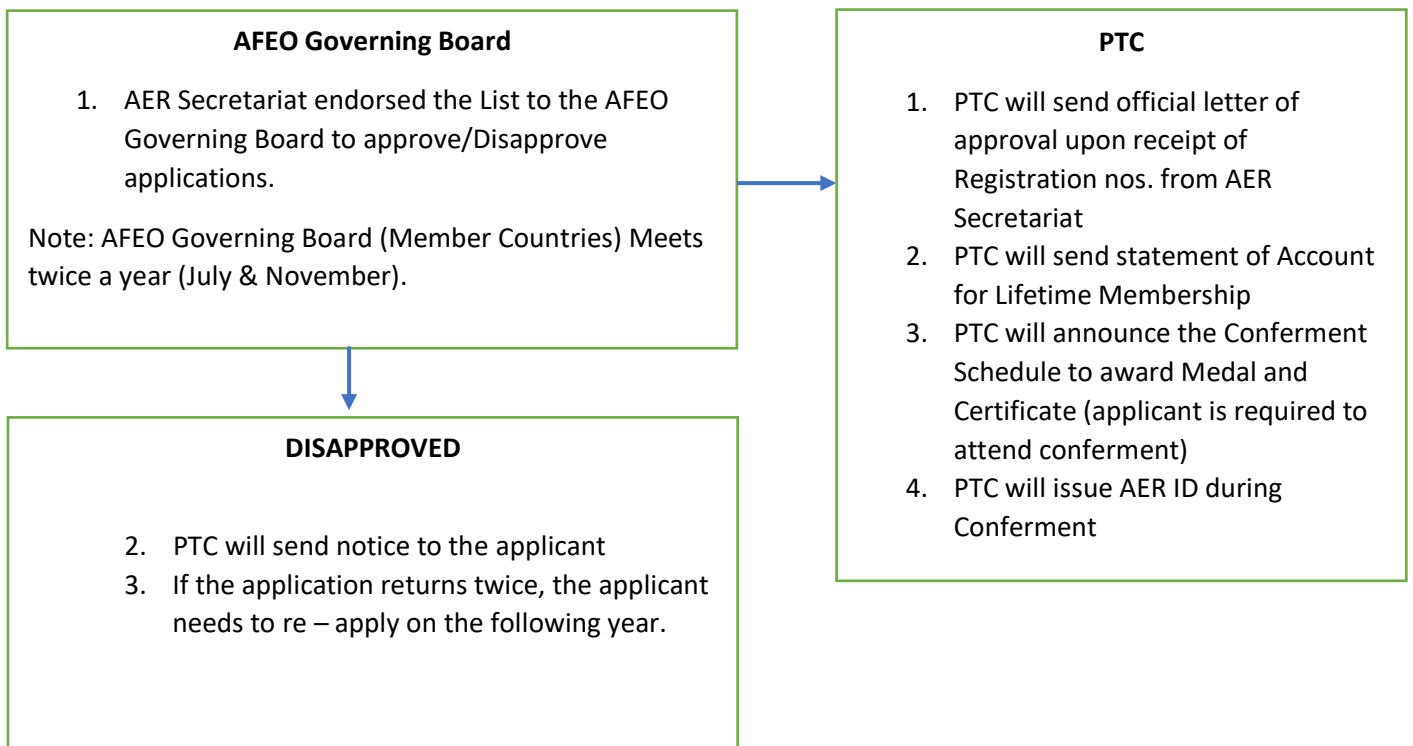 AFEO Governing Board
1. AER Secretariat endorsed the List to the AFEO
Governing Board to approve/Disapprove
applications.
Note: AFEO Governing Board (Member Countries) Meets
twice a year (July & November).
DISAPPROVED
2. PTC will send notice to the applicant
3. If the application returns twice, the applicant
needs to re – apply on the following year.
PTC
1. PTC will send official letter of
approval upon receipt of
Registration nos. from AER
Secretariat
2. PTC will send statement of Account
for Lifetime Membership
3. PTC will announce the Conferment
Schedule to award Medal and
Certificate (applicant is required to
attend conferment)
4. PTC will issue AER ID during
Conferment